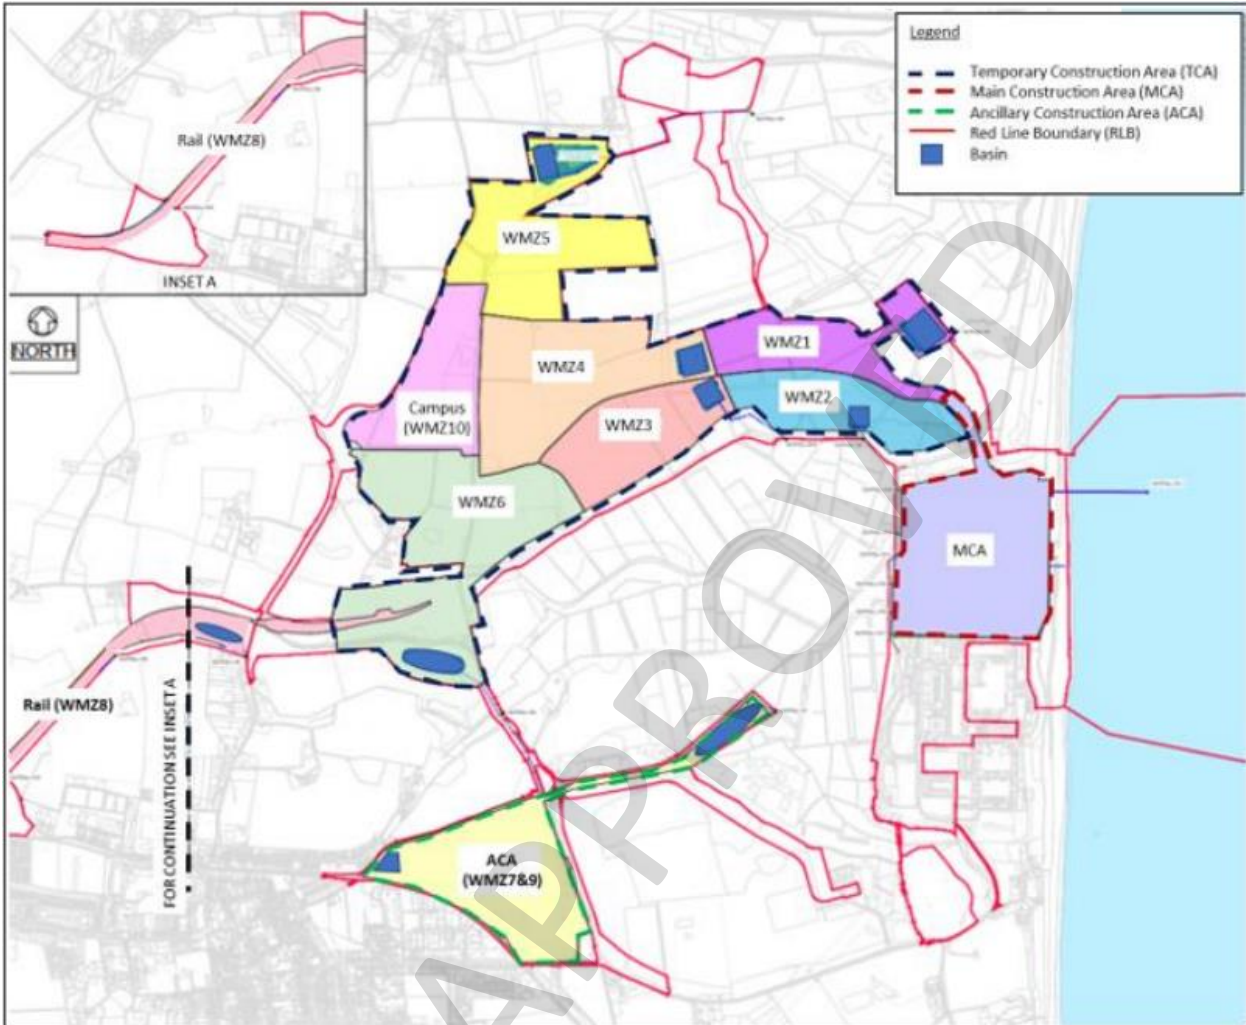 Legend
Temporary Construction Area (TCA)
Main Construction Area (MCA)
Ancillary Construction Area (ACA)
Red Line Boundary (RLB)
Basin
Rail (WMZ8)
INSET A
NORTH
WMZ5
WMZ1
WMZ4
WMZ2
Campus
(WMZ10)
WMZ3
WMZ6
MCA
Rail (WMZ8)
FOR CONTINUATION SEE INSET A
ACA
(WMZ7&9)
APPROVED